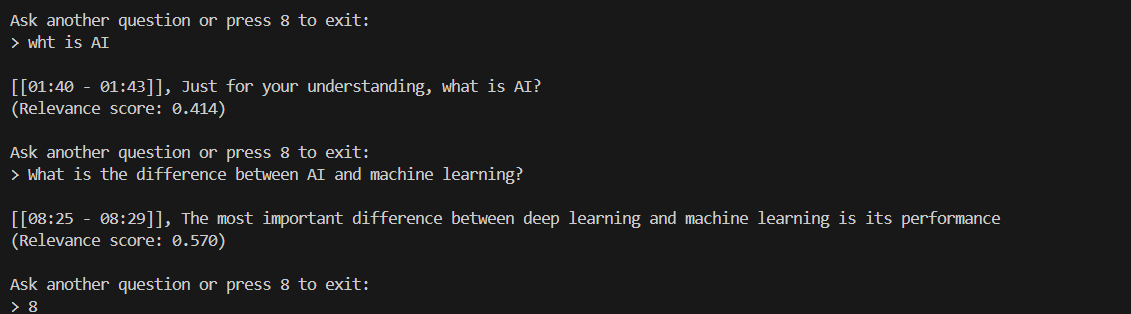 Ask another question or press 8 to exit:
> wht is AI
[[01:40 - 01:43]], Just for your understanding, what is AI?
(Relevance score: 0.414)
Ask another question or press 8 to exit:
> What is the difference between AI and machine learning?
[[08:25 - 08:29]], The most important difference between deep learning and machine learning is its performance
(Relevance score: 0.570)
Ask another question or press 8 to exit:
> 8